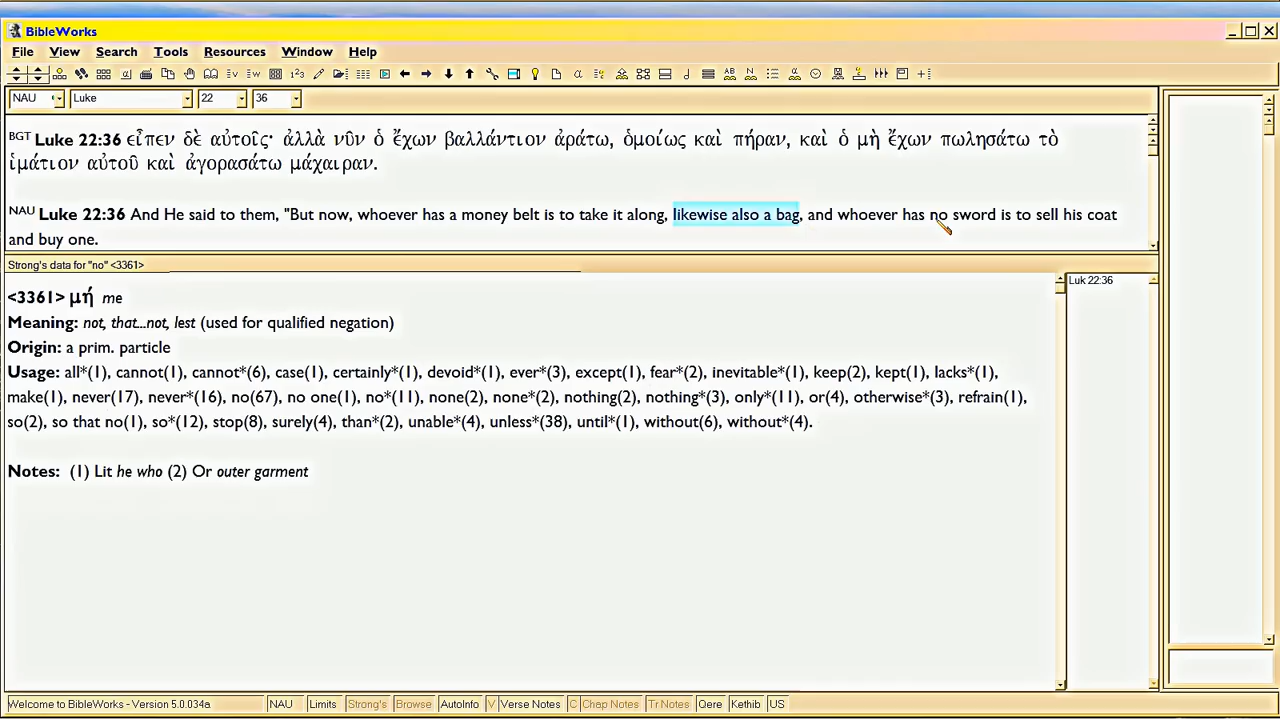 BibleWorks
File View Search Tools Resources Window Help
NAU Luke 22 36
BGT Luke 22:36 εἶπεν δὲ αὐτοῖς· ἀλλὰ νῦν ὁ ἔχων βαλλάντιον ἀράτω, ὁμοίως καὶ πήραν, καὶ ὁ μὴ ἔχων πωλησάτω τὸ
ἱμάτιον αὐτοῦ καὶ ἀγορασάτω μάχαιραν.
NAU Luke 22:36 And He said to them, "But now, whoever has a money belt is to take it along, likewise also a bag, and whoever has no sword is to sell his coat
and buy one.
Strong's data for "no" <3361>
<3361> μή me
Luk 22:36
Meaning: not, that...not, lest (used for qualified negation)
Origin: a prim. particle
Usage: all*(1), cannot(1), cannot*(6), case(1), certainly*(1), devoid*(1), ever*(3), except(1), fear*(2), inevitable*(1), keep(2), kept(1), lacks*(1),
make(1), never(17), never*(16), no(67), no one(1), no*(11), none(2), none*(2), nothing(2), nothing*(3), only*(11), or(4), otherwise*(3), refrain(1),
so(2), so that no(1), so*(12), stop(8), surely(4), than*(2), unable*(4), unless*(38), until*(1), without(6), without*(4).
Notes: (1) Lit he who (2) Or outer garment
Welcome to BibleWorks - Version 5.0.034a NAU Limits Strong's Browse AutoInfo V Verse Notes C Chap Notes Tr Notes Qere Kethib US